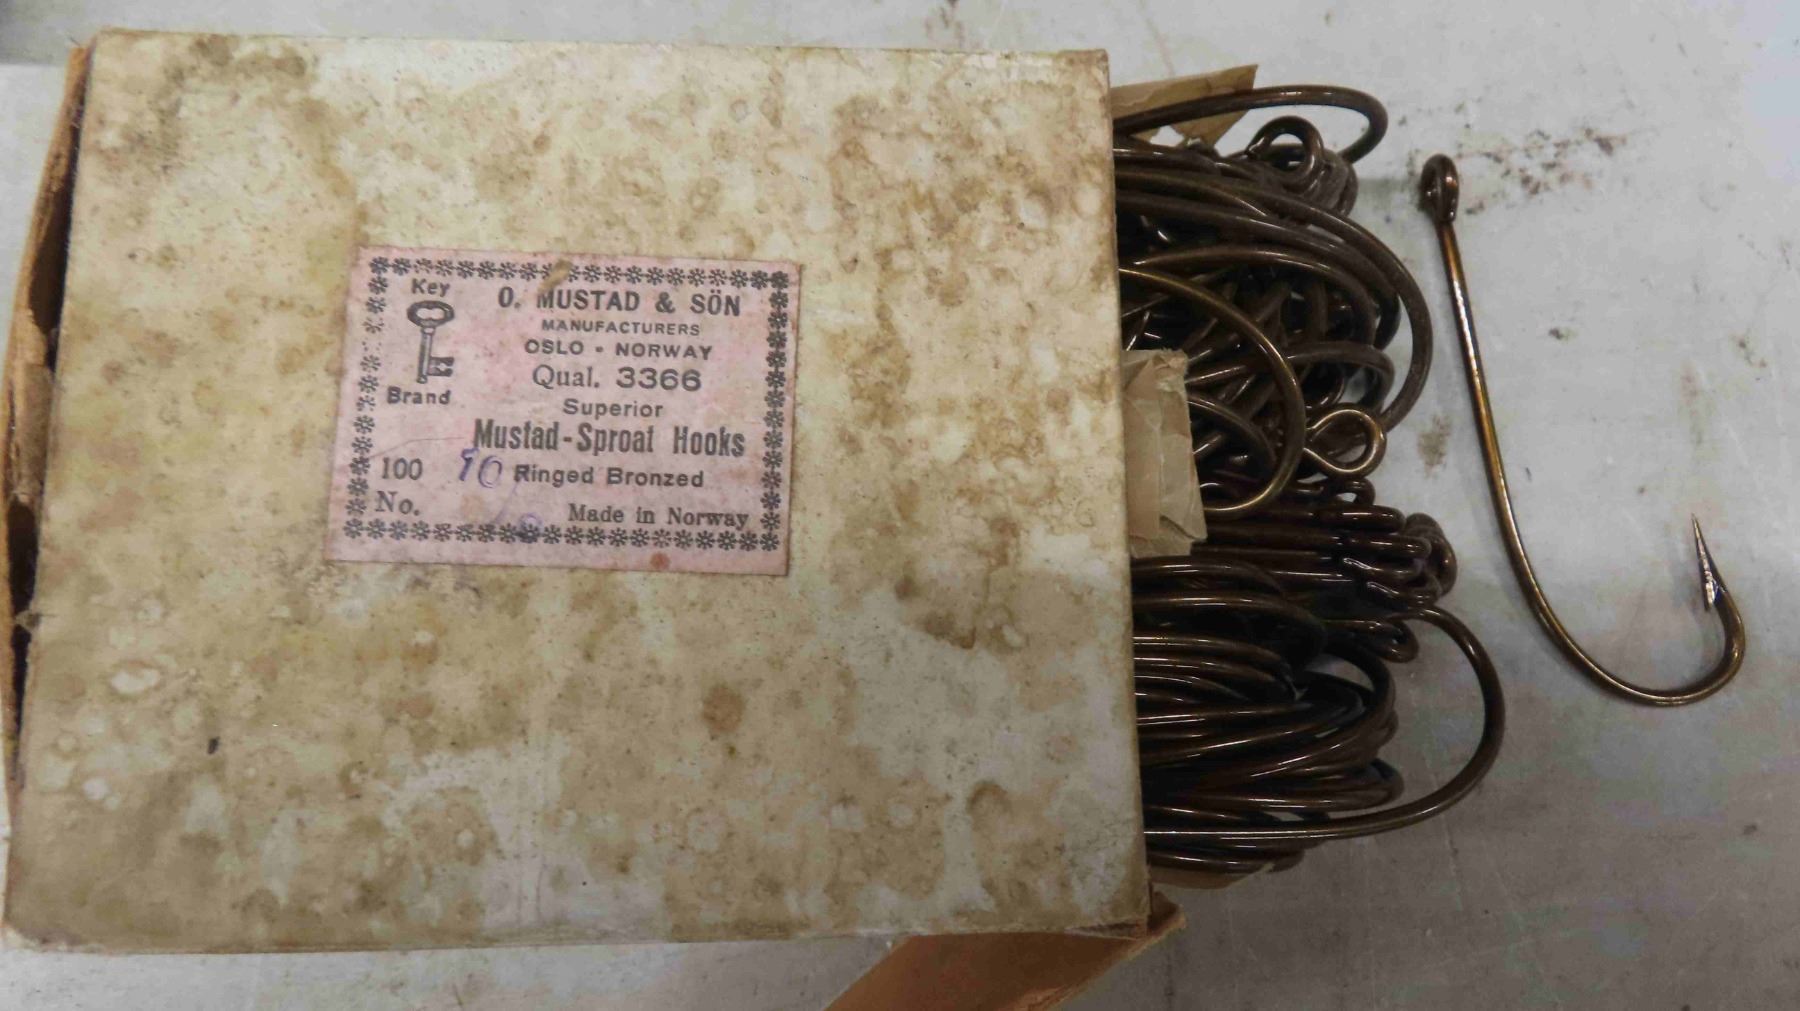 Key
O. MUSTAD & SÖN
MANUFACTURERS
OSLO - NORWAY
Qual. 3366
Brand
Superior
Mustad-Sproat Hooks
100 Ringed Bronzed
No.
Made in Norway